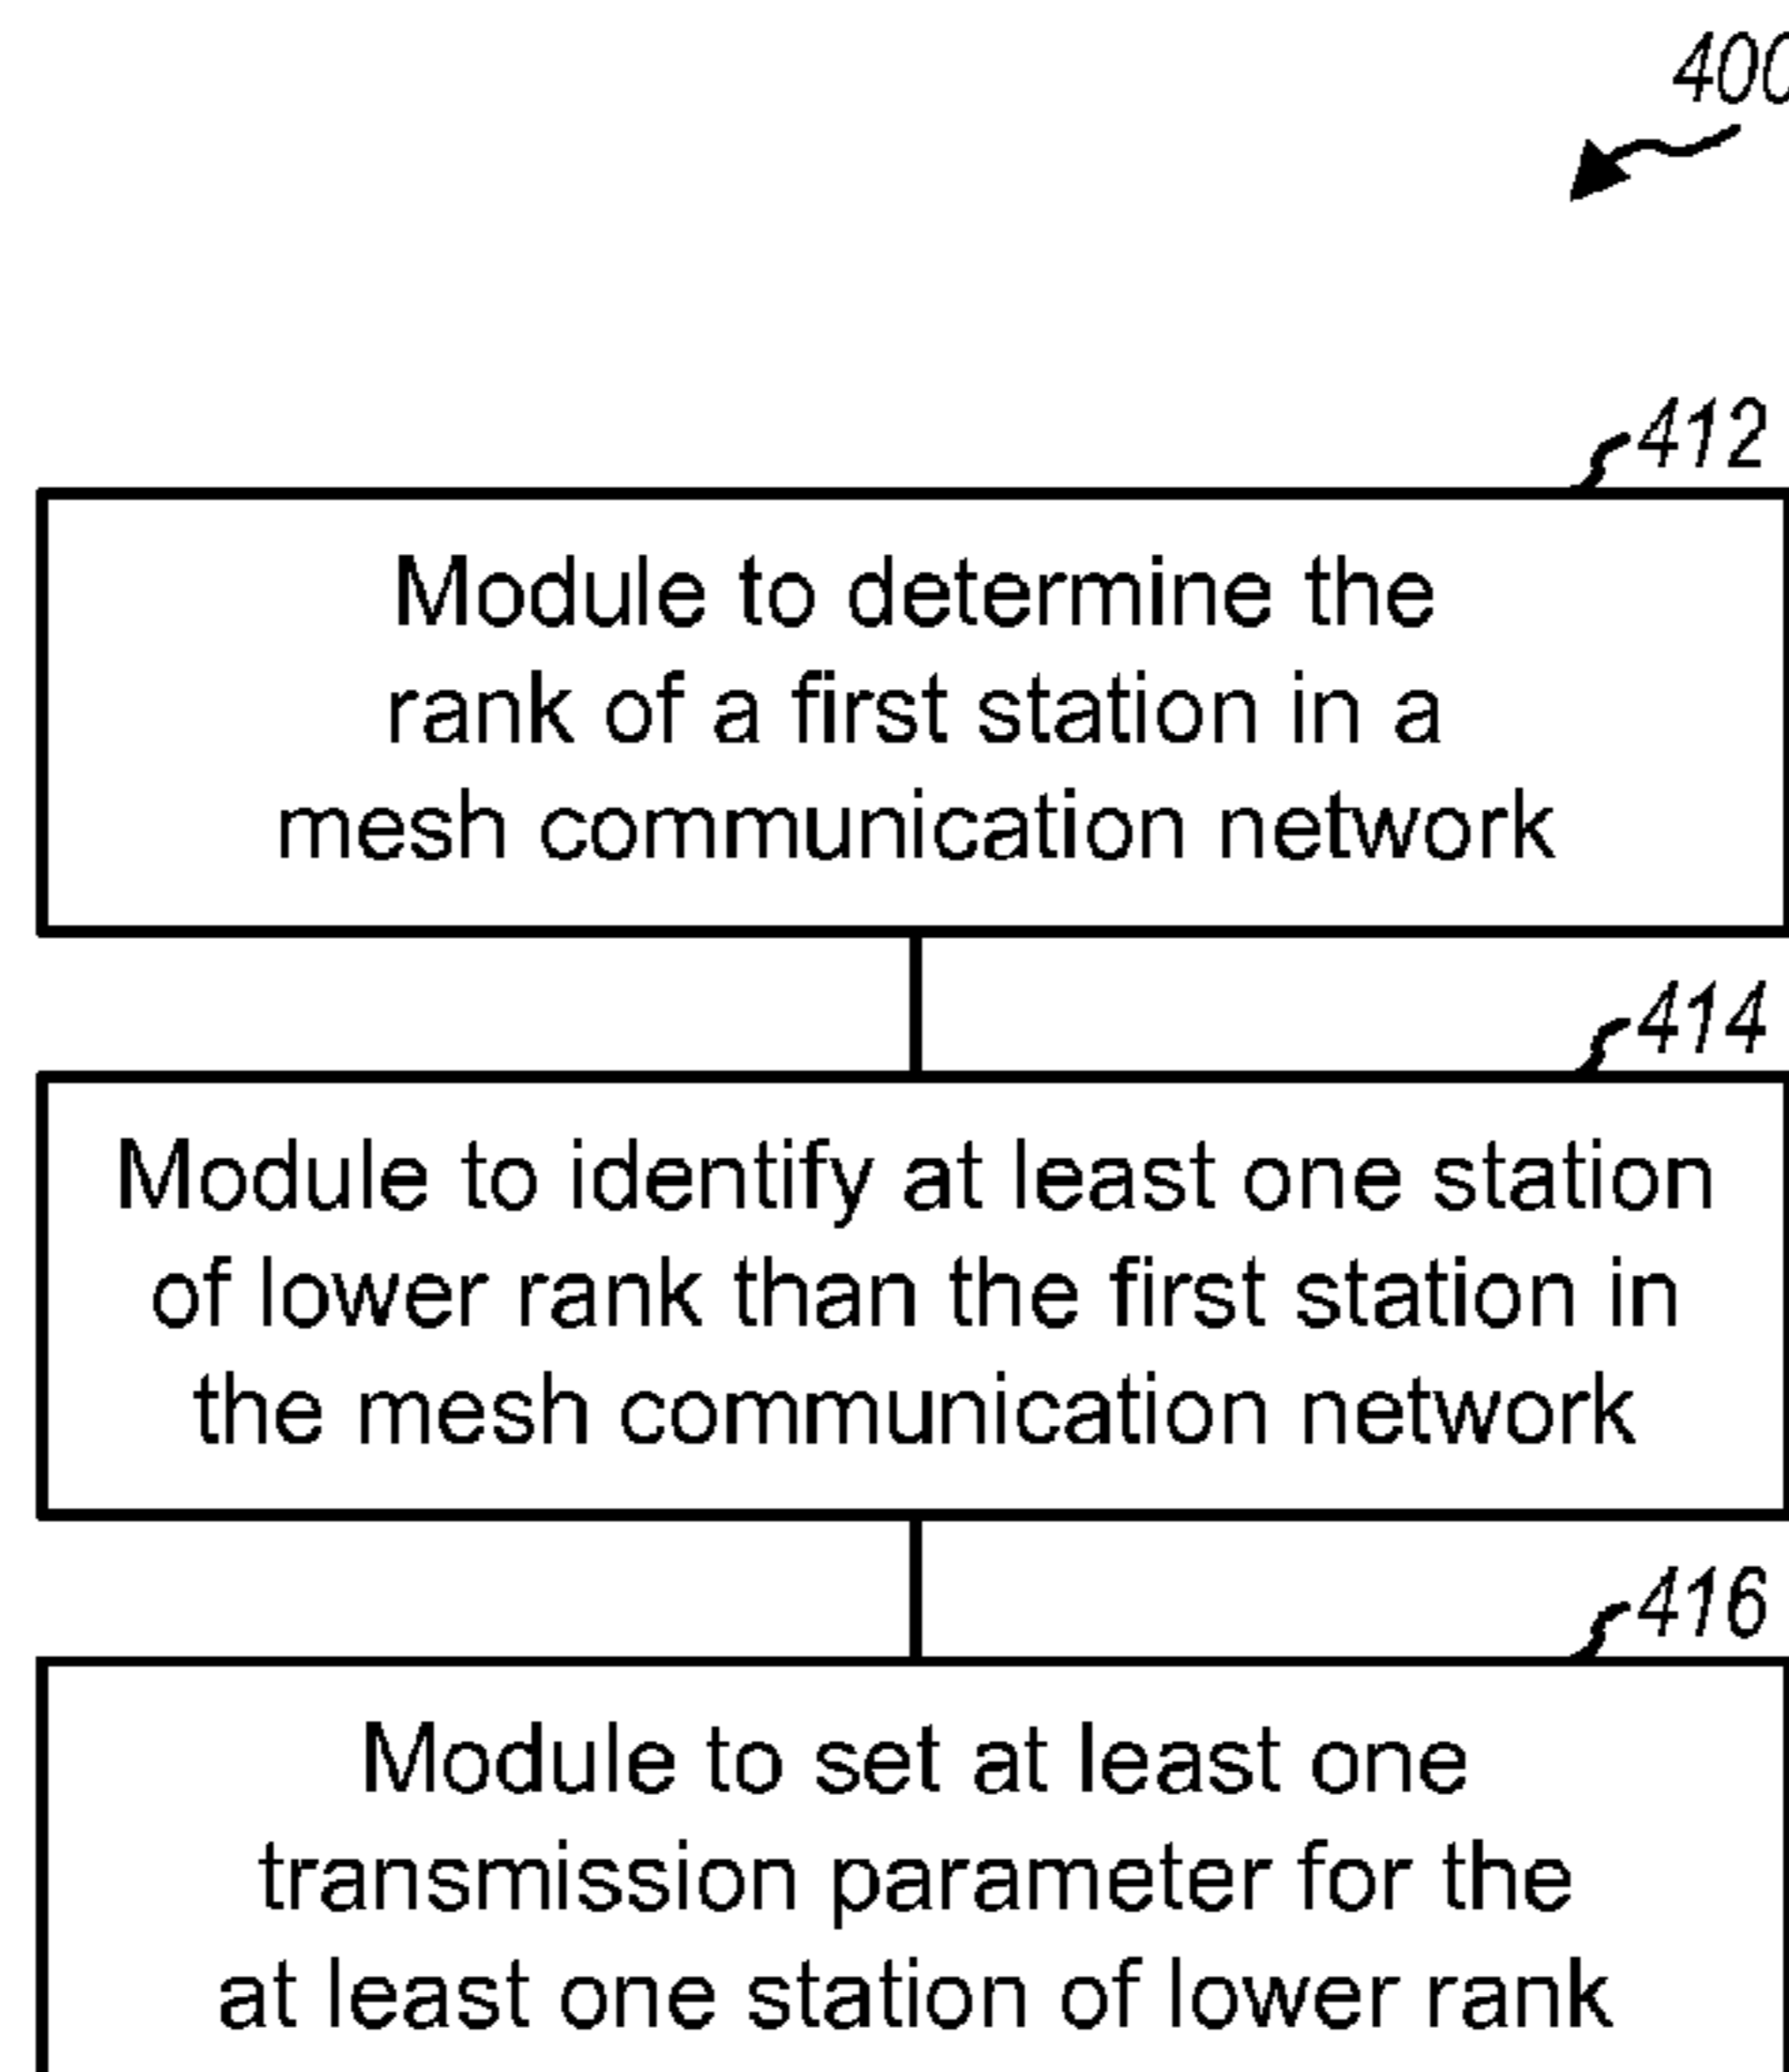 400
412
Module to determine the
rank of a first station in a
mesh communication network
414
Module to identify at least one station
of lower rank than the first station in
the mesh communication network
416
Module to set at least one
transmission parameter for the
at least one station of lower rank